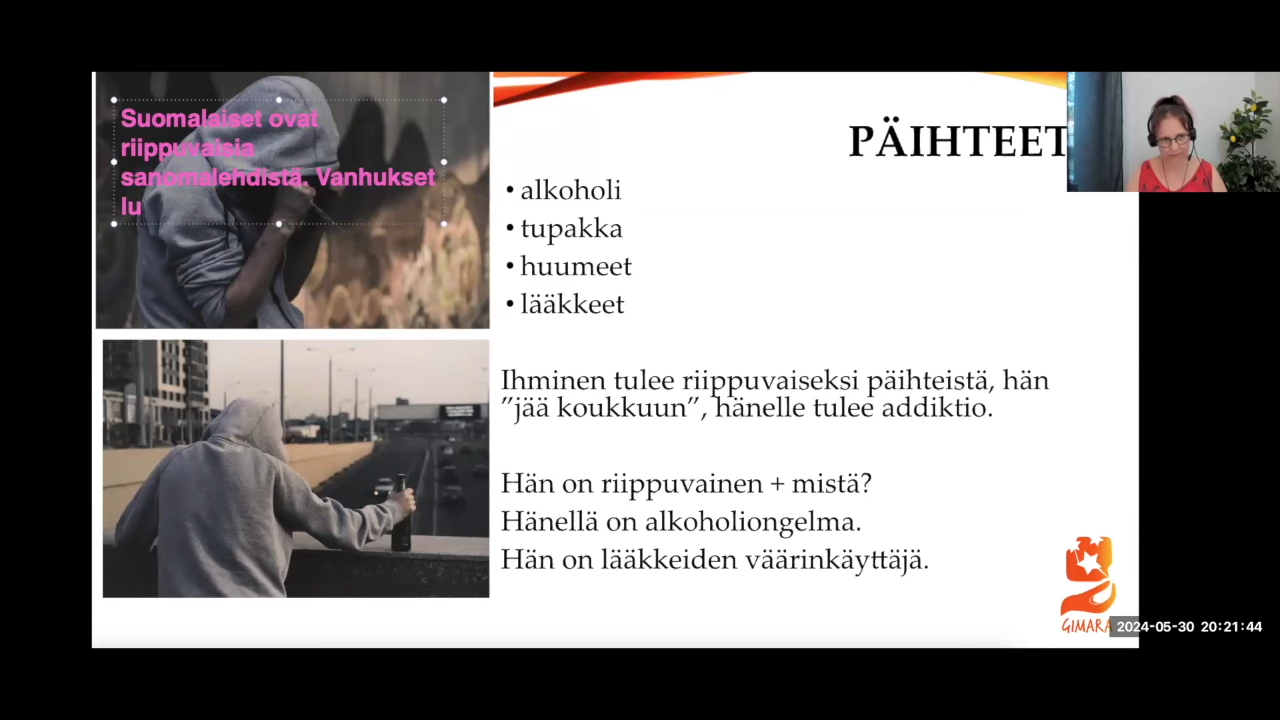 Suomalaiset ovat
riippuvaisia
sanomalehdistä. Vanhukset
lu
PÄIHTEET
• alkoholi
• tupakka
• huumeet
• lääkkeet
Ihminen tulee riippuvaiseksi päihteistä, hän
”jää koukkuun”, hänelle tulee addiktio.
Hän on riippuvainen + mistä?
Hänellä on alkoholiongelma.
Hän on lääkkeiden väärinkäyttäjä.
GIMARA
2024-05-30 20:21:44